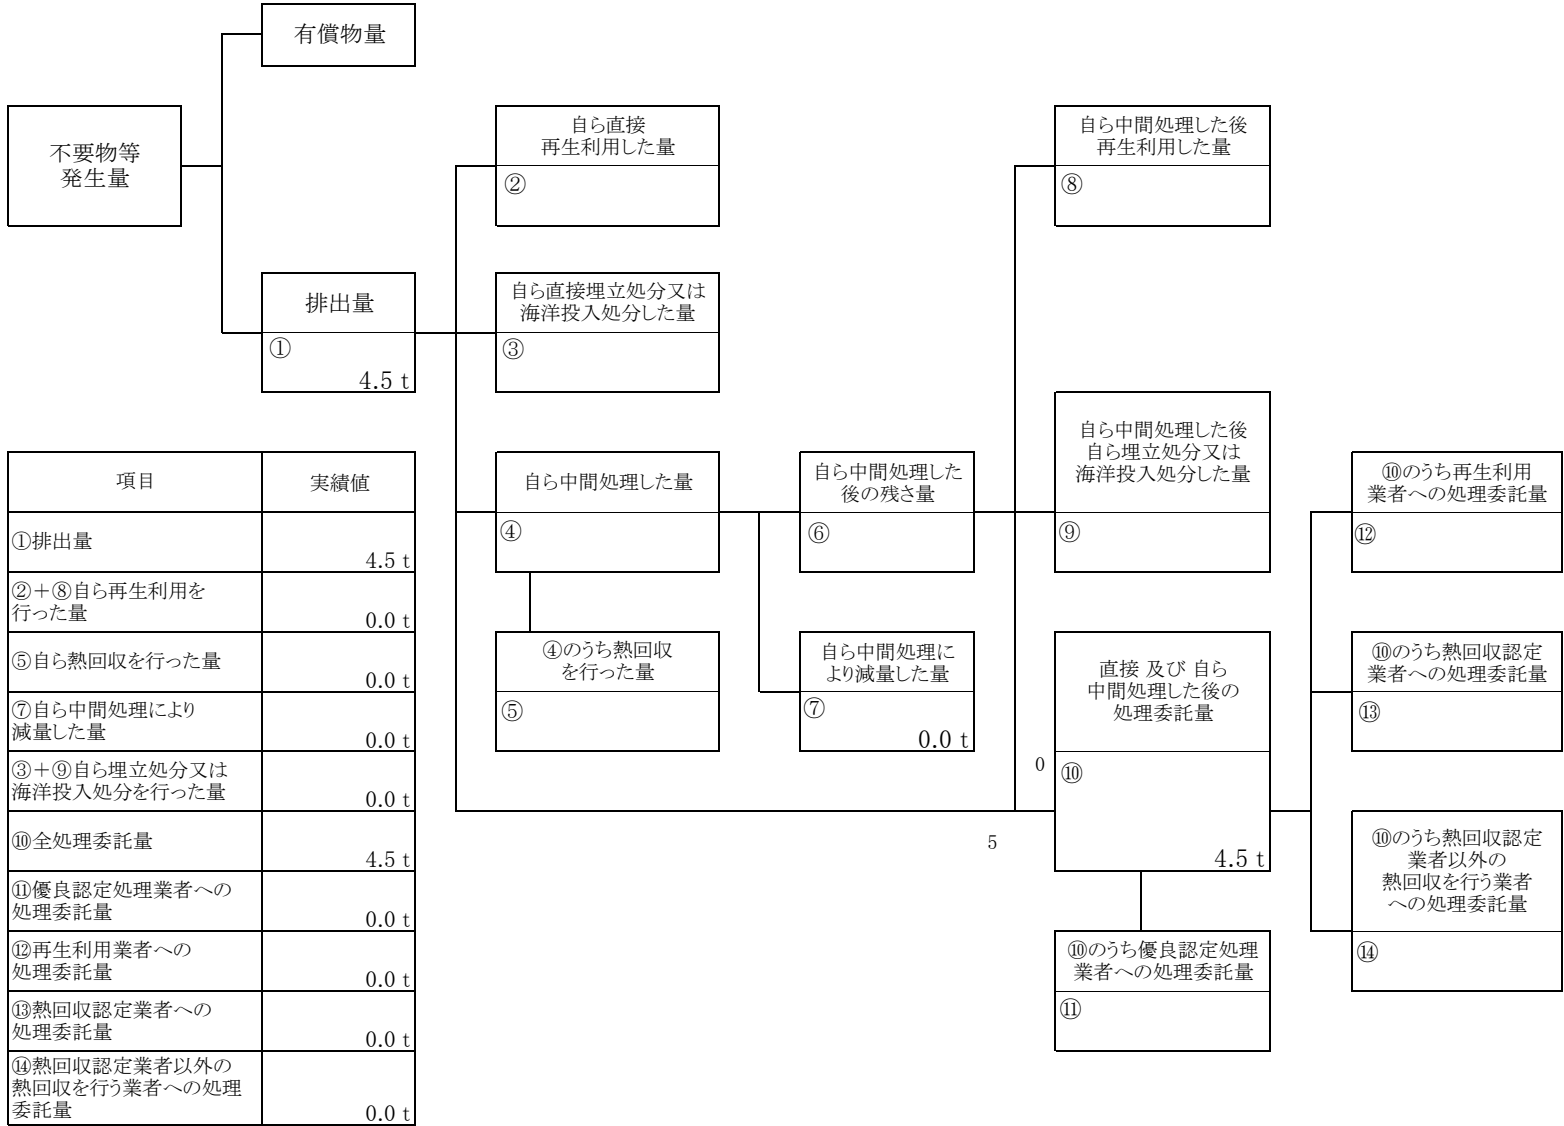 有償物量
不要物等
発生量
自ら直接
再生利用した量
②
自ら中間処理した後
再生利用した量
⑧
排出量
①
4.5 t
自ら直接埋立処分又は
海洋投入処分した量
③
自ら中間処理した量
④
自ら中間処理した
後の残さ量
⑥
自ら中間処理した後
自ら埋立処分又は
海洋投入処分した量
⑨
⑩のうち再生利用
業者への処理委託量
⑫
④のうち熱回収
を行った量
⑤
自ら中間処理に
より減量した量
⑦
0.0 t
直接 及び 自ら
中間処理した後の
処理委託量
0
⑩
4.5 t
5
⑩のうち熱回収認定
業者への処理委託量
⑬
⑩のうち熱回収認定
業者以外の
熱回収を行う業者
への処理委託量
⑭
⑩のうち優良認定処理
業者への処理委託量
⑪
項目 実績値
①排出量
4.5 t
②＋⑧自ら再生利用を
行った量
0.0 t
⑤自ら熱回収を行った量
0.0 t
⑦自ら中間処理により
減量した量
0.0 t
③＋⑨自ら埋立処分又は
海洋投入処分を行った量
0.0 t
⑩全処理委託量
4.5 t
⑪優良認定処理業者への
処理委託量
0.0 t
⑫再生利用業者への
処理委託量
0.0 t
⑬熱回収認定業者への
処理委託量
0.0 t
⑭熱回収認定業者以外の
熱回収を行う業者への処理
委託量
0.0 t